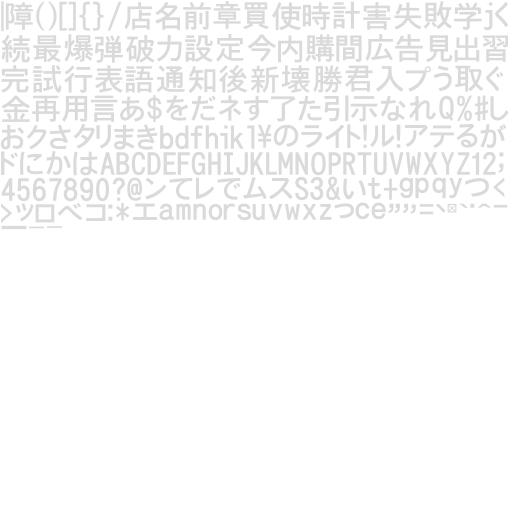 |障()[]{}/店名前章買使時計害失敗学jく
続最爆弾破力設定今内購間広告見出習
完試行表語通知後新壊勝君入プう取ぐ
金再用言あ$をだネす了た引示なれQ%#し
おクさタリまきbdfhikl¥のライト!ル!アテるが
ドにかはABCDEFGHIJKLMNOPRTUVWXYZ12;
4567890?@ンてレでムスS3&いt+gpqyつ<
>ッロベコ:*エamnorsuvwxzっce